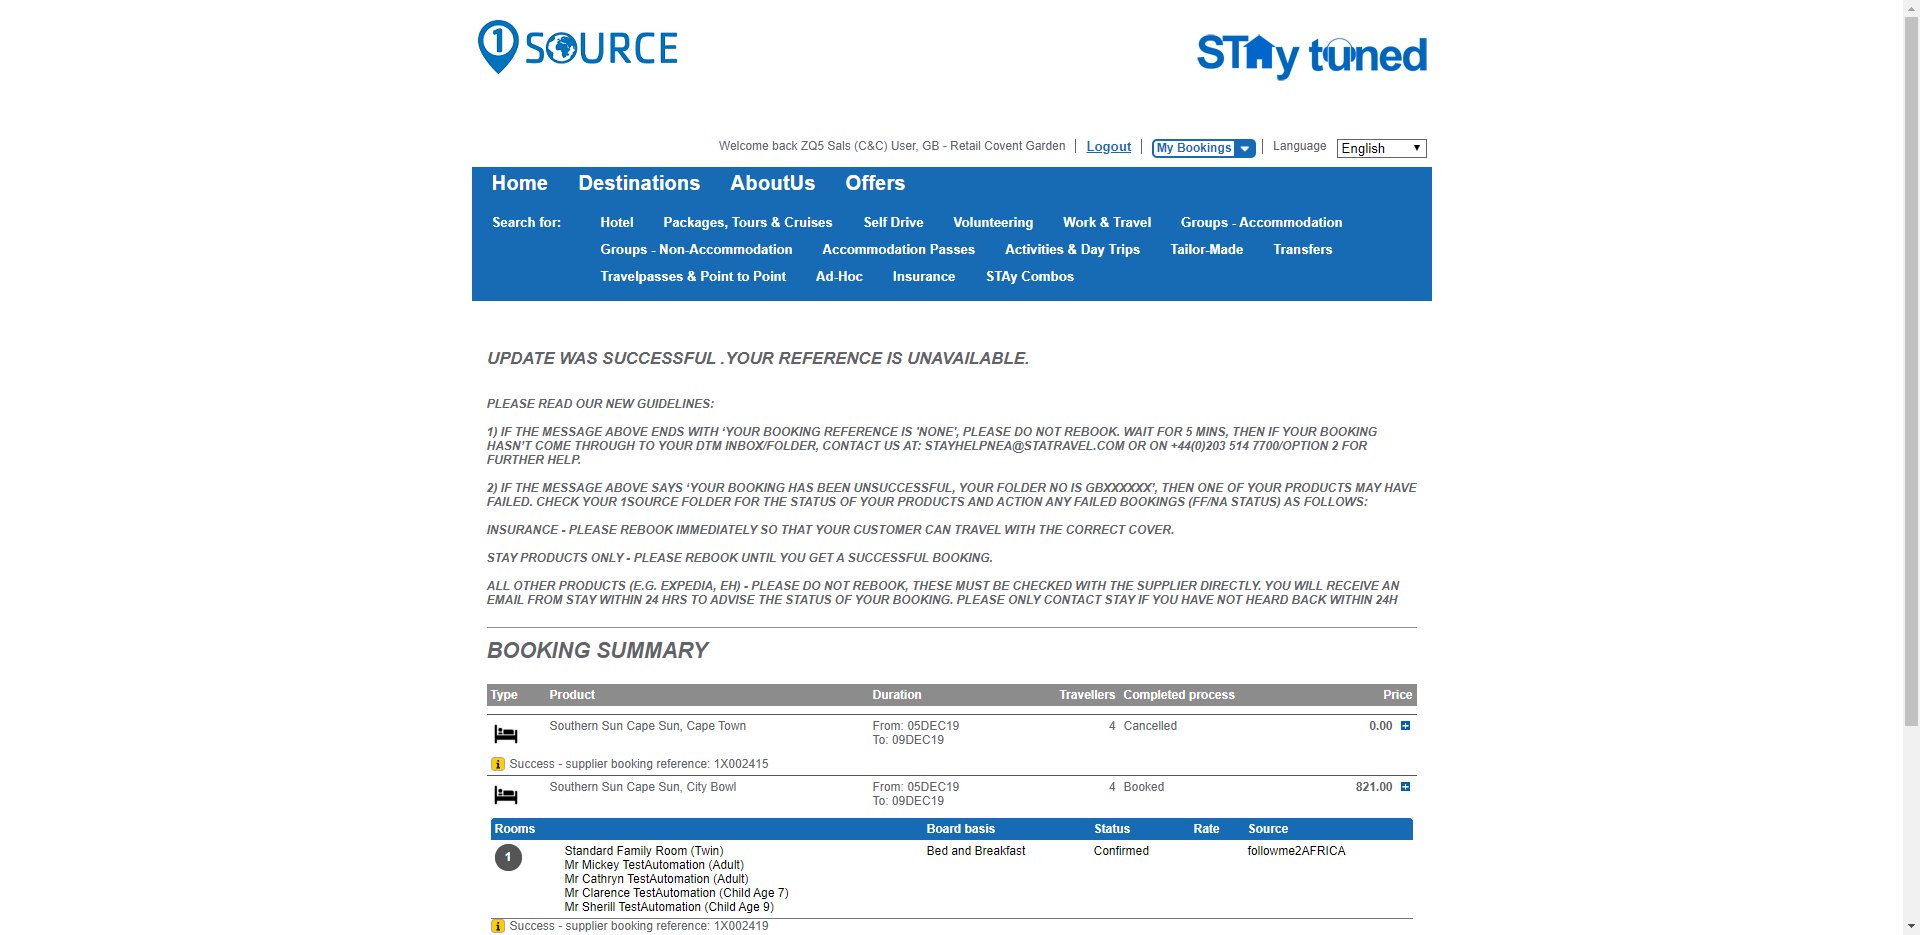 1 SOURCE
STAy tuned
Welcome back ZQ5 Sals (C&C) User, GB - Retail Covent Garden Logout My Bookings Language English
Home Destinations AboutUs Offers
Search for: Hotel Packages, Tours & Cruises Self Drive Volunteering Work & Travel Groups - Accommodation
Groups - Non-Accommodation Accommodation Passes Activities & Day Trips Tailor-Made Transfers
Travelpasses & Point to Point Ad-Hoc Insurance STAy Combos
UPDATE WAS SUCCESSFUL .YOUR REFERENCE IS UNAVAILABLE.
PLEASE READ OUR NEW GUIDELINES:
1) IF THE MESSAGE ABOVE ENDS WITH ‘YOUR BOOKING REFERENCE IS 'NONE', PLEASE DO NOT REBOOK. WAIT FOR 5 MINS, THEN IF YOUR BOOKING
HASN’T COME THROUGH TO YOUR DTM INBOX/FOLDER, CONTACT US AT: STAYHELPNEA@STATRAVEL.COM OR ON +44(0)203 514 7700/OPTION 2 FOR
FURTHER HELP.
2) IF THE MESSAGE ABOVE SAYS ‘YOUR BOOKING HAS BEEN UNSUCCESSFUL, YOUR FOLDER NO IS GBXXXXXX’, THEN ONE OF YOUR PRODUCTS MAY HAVE
FAILED. CHECK YOUR 1SOURCE FOLDER FOR THE STATUS OF YOUR PRODUCTS AND ACTION ANY FAILED BOOKINGS (FF/NA STATUS) AS FOLLOWS:
INSURANCE - PLEASE REBOOK IMMEDIATELY SO THAT YOUR CUSTOMER CAN TRAVEL WITH THE CORRECT COVER.
STAY PRODUCTS ONLY - PLEASE REBOOK UNTIL YOU GET A SUCCESSFUL BOOKING.
ALL OTHER PRODUCTS (E.G. EXPEDIA, EH) - PLEASE DO NOT REBOOK, THESE MUST BE CHECKED WITH THE SUPPLIER DIRECTLY. YOU WILL RECEIVE AN
EMAIL FROM STAY WITHIN 24 HRS TO ADVISE THE STATUS OF YOUR BOOKING. PLEASE ONLY CONTACT STAY IF YOU HAVE NOT HEARD BACK WITHIN 24H
BOOKING SUMMARY
Type Product Duration Travellers Completed process Price
Southern Sun Cape Sun, Cape Town From: 05DEC19 4 Cancelled 0.00
To: 09DEC19
Success - supplier booking reference: 1X002415
Southern Sun Cape Sun, City Bowl From: 05DEC19 4 Booked 821.00
To: 09DEC19
Rooms Board basis Status Rate Source
1 Standard Family Room (Twin) Bed and Breakfast Confirmed followme2AFRICA
Mr Mickey TestAutomation (Adult)
Mr Cathryn TestAutomation (Adult)
Mr Clarence TestAutomation (Child Age 7)
Mr Sherill TestAutomation (Child Age 9)
Success - supplier booking reference: 1X002419